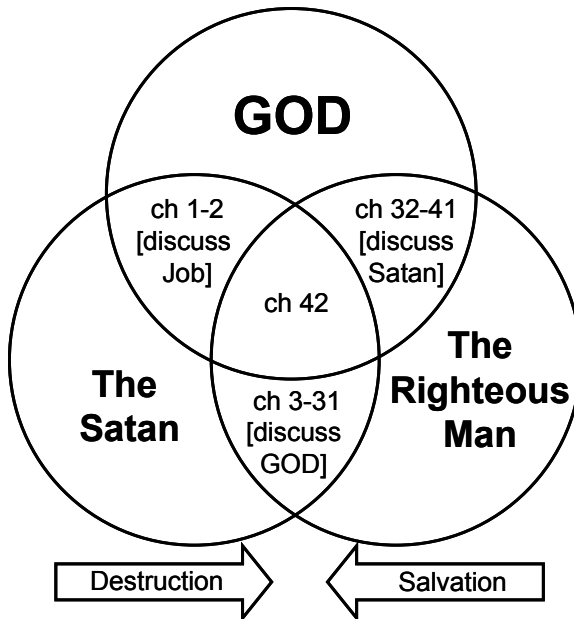 GOD
ch 1-2
[discuss
Job]
ch 32-41
[discuss
Satan]
ch 42
The
Satan
The
Righteous
Man
ch 3-31
[discuss
GOD]
Destruction
Salvation